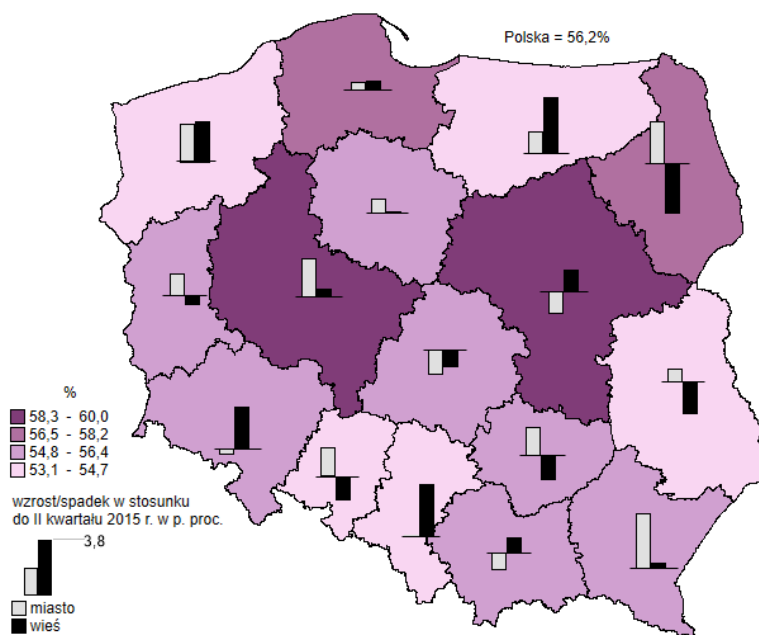 Polska = 56,2%
%
58,3 - 60,0
56,5 - 58,2
54,8 - 56,4
53,1 - 54,7
wzrost/spadek w stosunku
do II kwartału 2015 r. w p. proc.
3,8
miasto
wieś